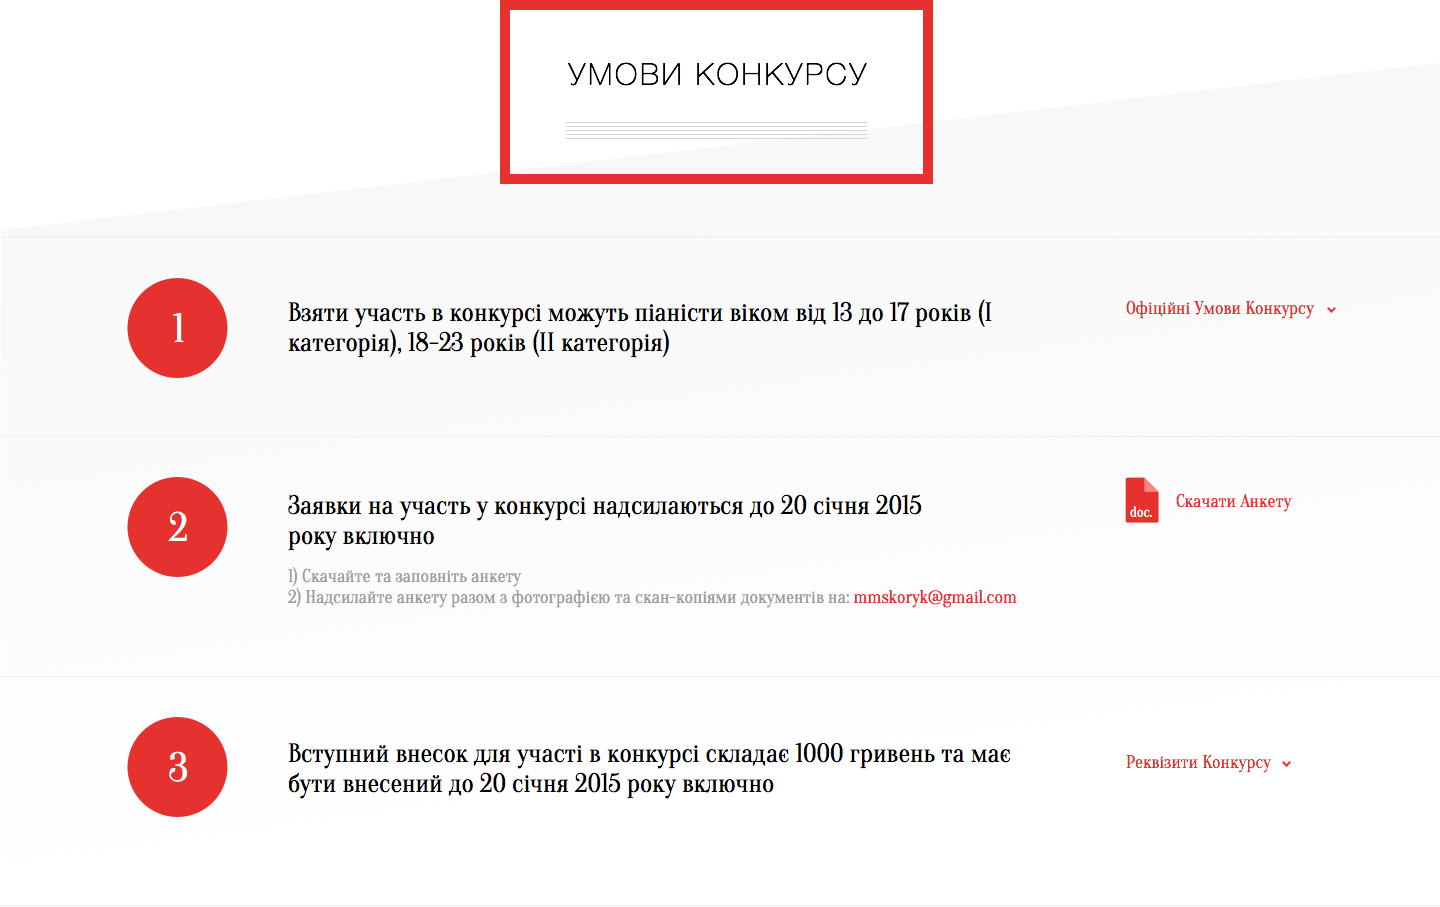 УМОВИ КОНКУРСУ
1
Взяти участь в конкурсі можуть піаністи віком від 13 до 17 років (I
категорія), 18-23 років (II категорія)
Офіційні Умови Конкурсу
2
Заявки на участь у конкурсі надсилаються до 20 січня 2015
року включно
1) Скачайте та заповніть анкету
2) Надсилайте анкету разом з фотографією та скан-копіями документів на: mmskoryk@gmail.com
doc.
Скачати Анкету
3
Вступний внесок для участі в конкурсі складає 1000 гривень та має
бути внесений до 20 січня 2015 року включно
Реквізити Конкурсу